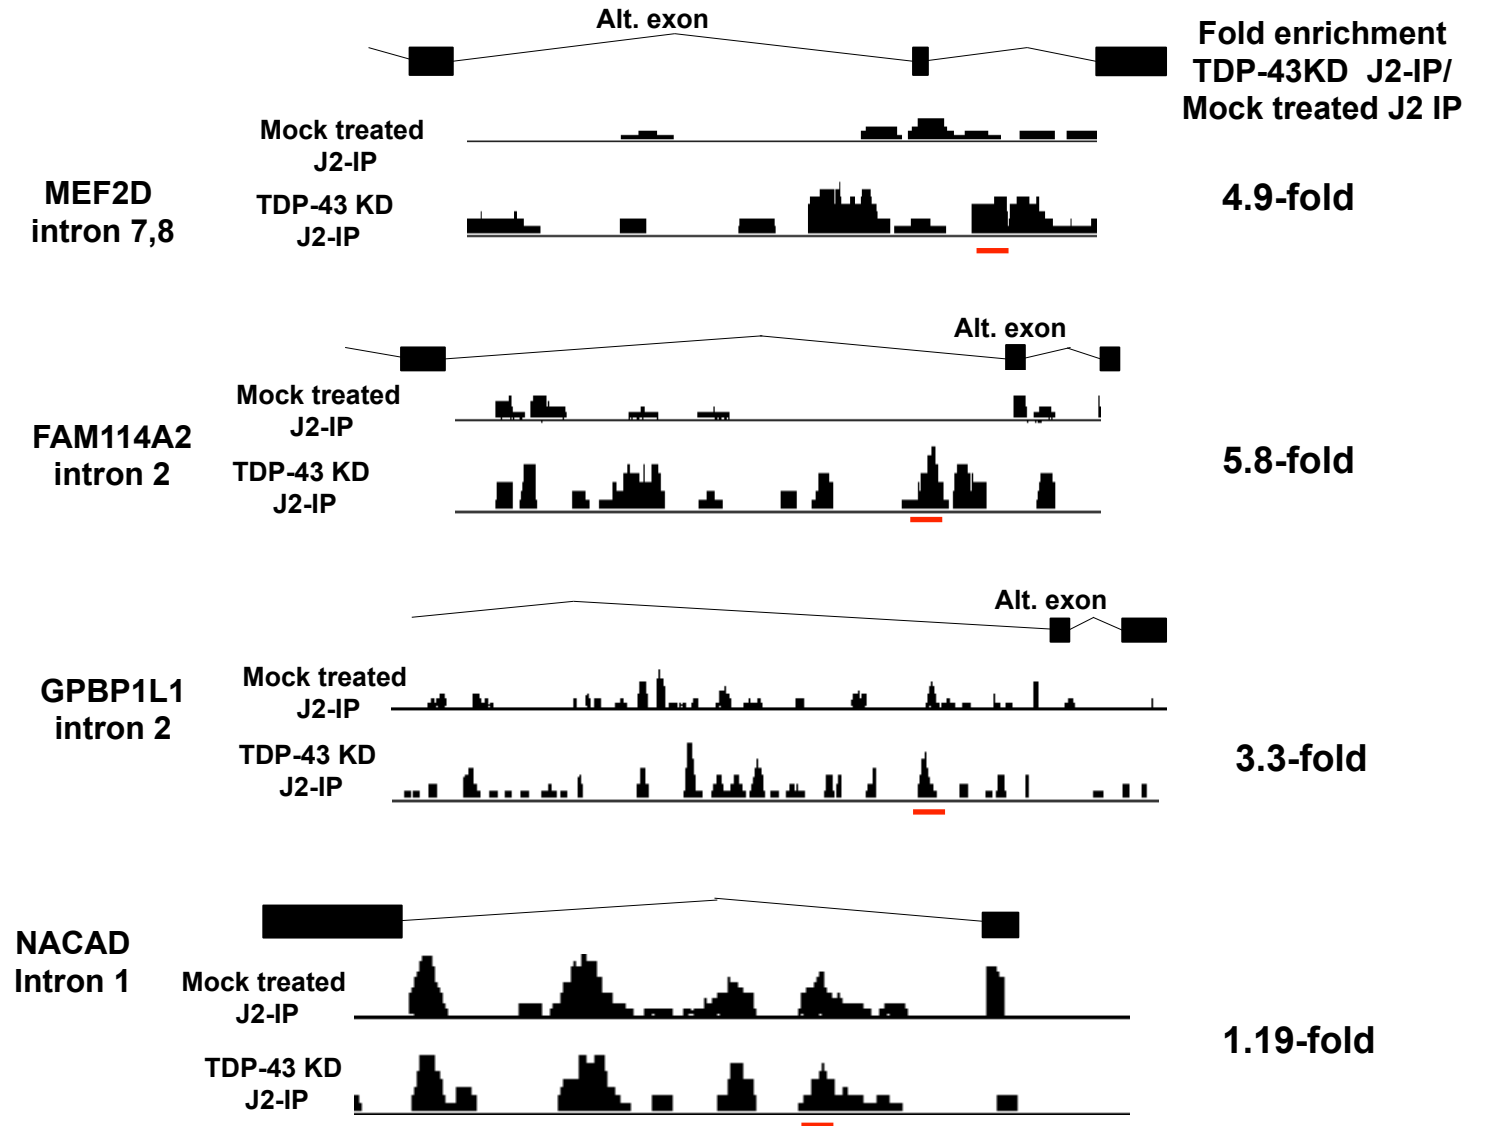 Alt. exon
Fold enrichment
TDP-43KD  J2-IP/
Mock treated J2 IP
MEF2D
intron 7,8
Mock treated
J2-IP
TDP-43 KD
J2-IP
4.9-fold
Alt. exon
FAM114A2
intron 2
Mock treated
J2-IP
TDP-43 KD
J2-IP
5.8-fold
Alt. exon
GPBP1L1
intron 2
Mock treated
J2-IP
TDP-43 KD
J2-IP
3.3-fold
NACAD
Intron 1
Mock treated
J2-IP
TDP-43 KD
J2-IP
1.19-fold